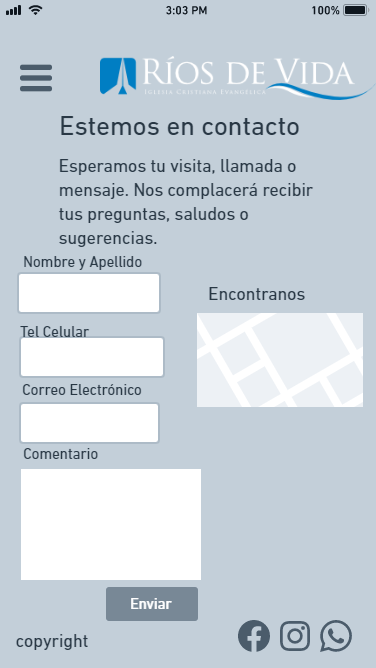 3:03 PM
100%
RÍOS DE VIDA
IGLESIA CRISTIANA EVANGÉLICA
Estemos en contacto
Esperamos tu visita, llamada o
mensaje. Nos complacerá recibir
tus preguntas, saludos o
sugerencias.
Nombre y Apellido
Encontranos
Tel Celular
Correo Electrónico
Comentario
Enviar
copyright